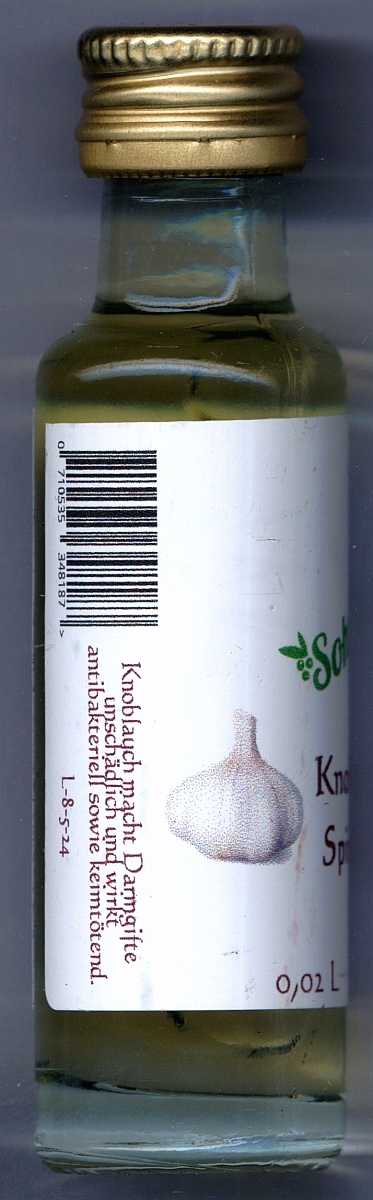 0 710535 348187 >
Knoblauch macht Darmgifte
unschädlich und wirkt
antibakteriell sowie keimtötend.
L-8-5-24
0,02 L